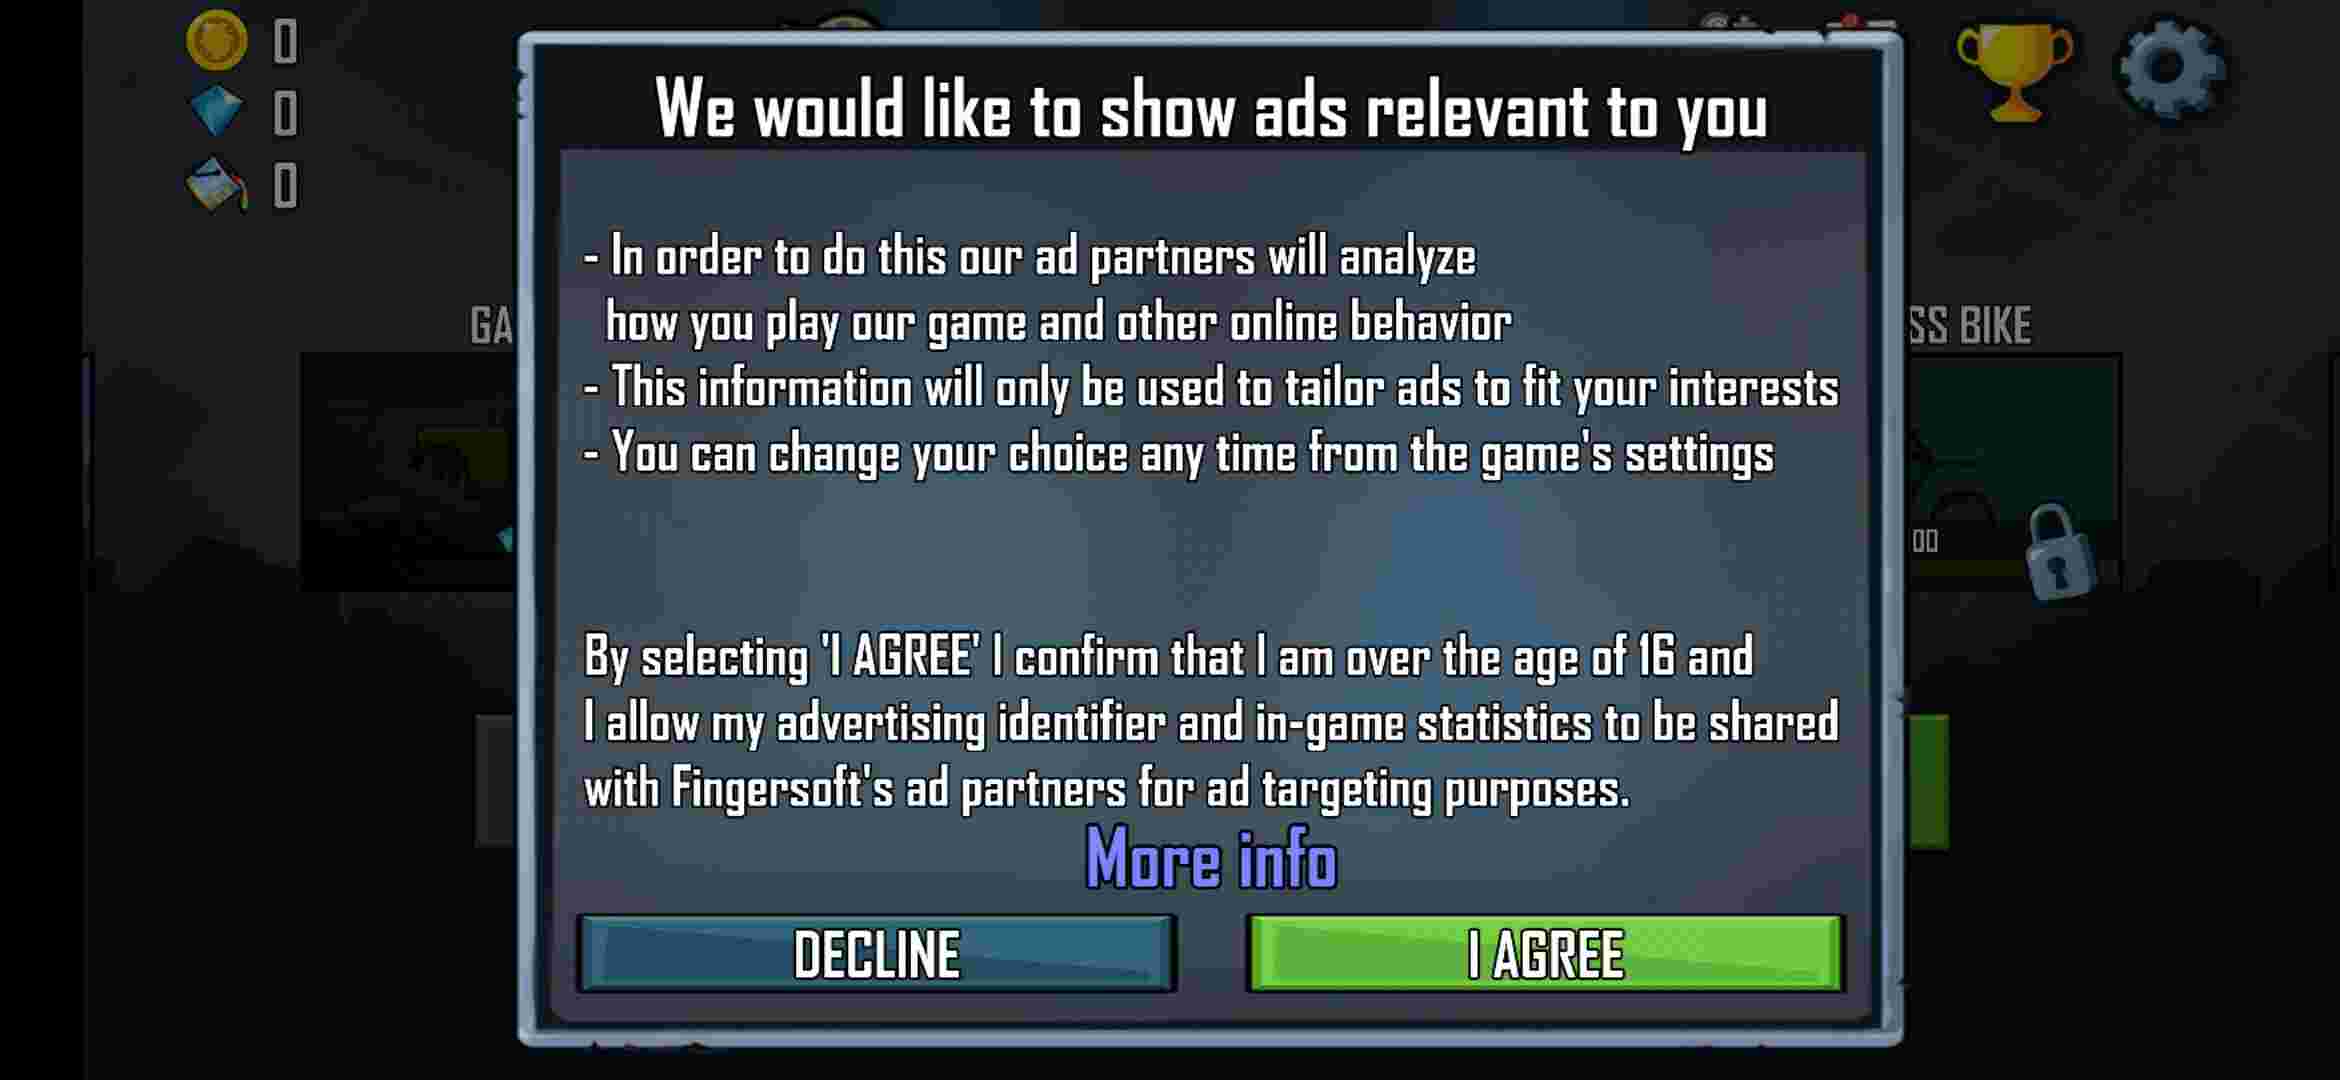 0
0
0
We would like to show ads relevant to you
- In order to do this our ad partners will analyze
how you play our game and other online behavior
- This information will only be used to tailor ads to fit your interests
- You can change your choice any time from the game's settings
GA
SS BIKE
00
By selecting 'I AGREE' I confirm that I am over the age of 16 and
I allow my advertising identifier and in-game statistics to be shared
with Fingersoft's ad partners for ad targeting purposes.
More info
DECLINE
I AGREE